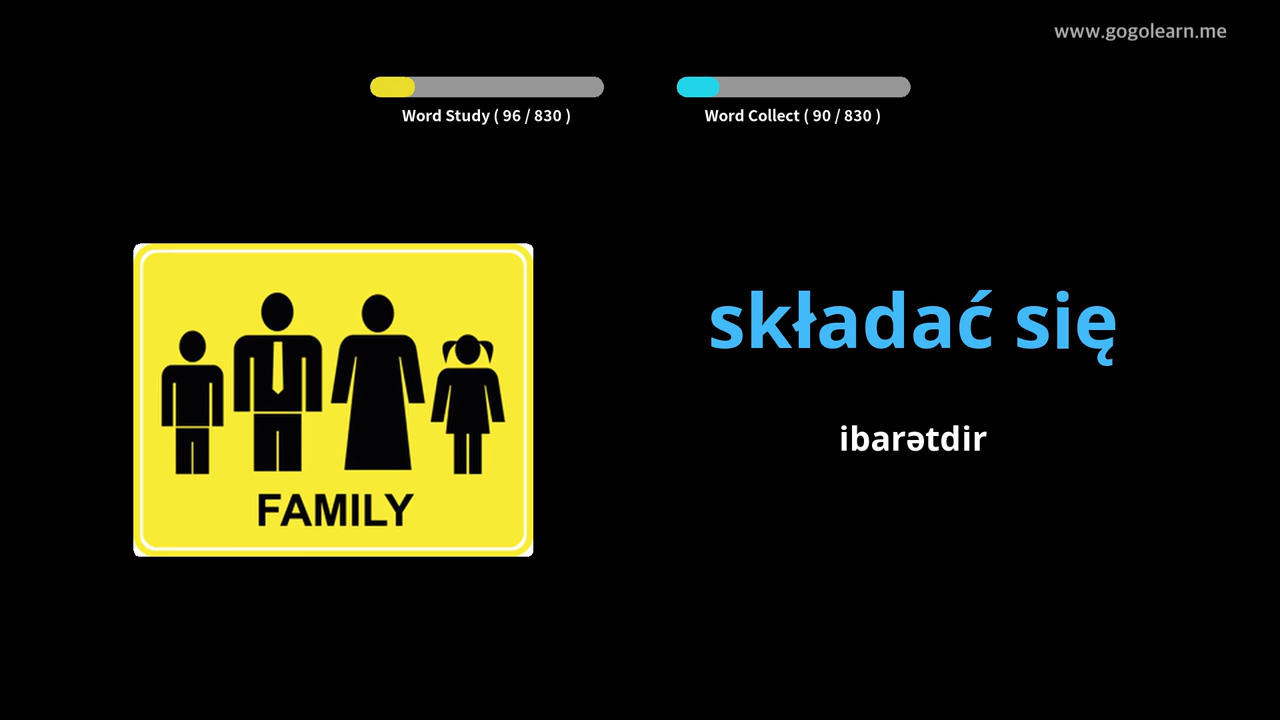 www.gogolearn.me
Word Study ( 96 / 830 )
Word Collect ( 90 / 830 )
składać się
ibarətdir
FAMILY